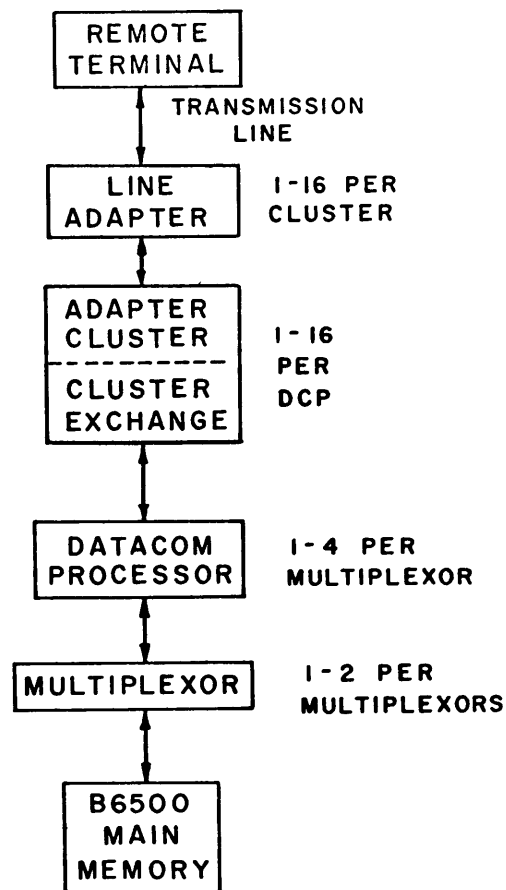 REMOTE
TERMINAL
TRANSMISSION
LINE
LINE
ADAPTER
1-16 PER
CLUSTER
ADAPTER
CLUSTER
CLUSTER
EXCHANGE
1-16
PER
DCP
DATACOM
PROCESSOR
1-4 PER
MULTIPLEXOR
MULTIPLEXOR
1-2 PER
MULTIPLEXORS
B6500
MAIN
MEMORY